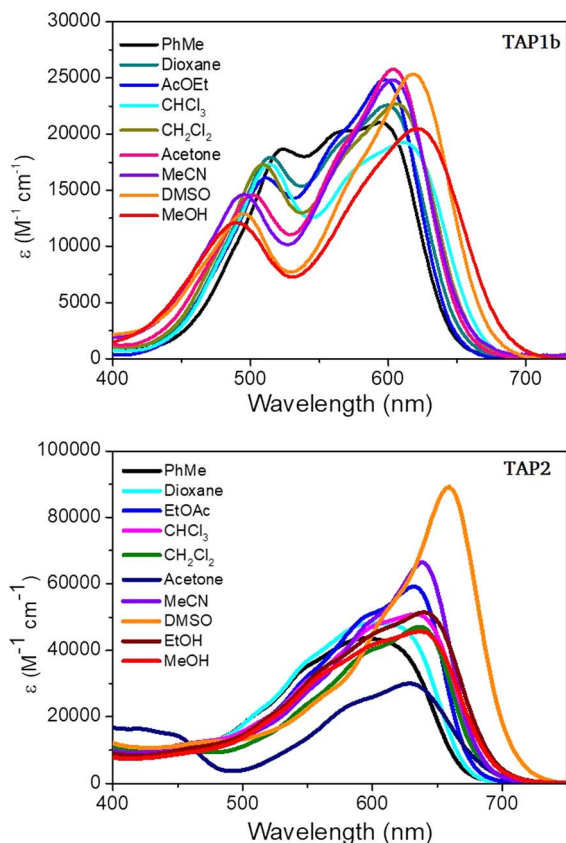 TAP1b
PhMe
Dioxane
AcOEt
CHCl₃
CH₂Cl₂
Acetone
MeCN
DMSO
MeOH
30000
25000
20000
15000
10000
5000
0
ε (M⁻¹ cm⁻¹)
400 500 600 700
Wavelength (nm)
TAP2
PhMe
Dioxane
EtOAc
CHCl₃
CH₂Cl₂
Acetone
MeCN
DMSO
EtOH
MeOH
100000
80000
60000
40000
20000
0
ε (M⁻¹ cm⁻¹)
400 500 600 700
Wavelength (nm)